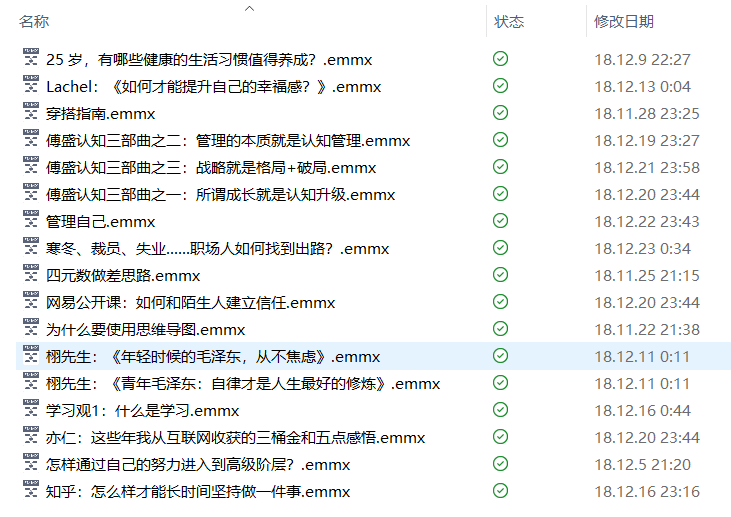 名称 状态 修改日期
25 岁，有哪些健康的生活习惯值得养成？.emmx 18.12.9 22:27
Lachel：《如何才能提升自己的幸福感？》.emmx 18.12.13 0:04
穿搭指南.emmx 18.11.28 23:25
傅盛认知三部曲之二：管理的本质就是认知管理.emmx 18.12.19 23:27
傅盛认知三部曲之三：战略就是格局+破局.emmx 18.12.21 23:58
傅盛认知三部曲之一：所谓成长就是认知升级.emmx 18.12.20 23:44
管理自己.emmx 18.12.22 23:43
寒冬、裁员、失业……职场人如何找到出路？.emmx 18.12.23 0:34
四元数做差思路.emmx 18.11.25 21:15
网易公开课：如何和陌生人建立信任.emmx 18.12.20 23:44
为什么要使用思维导图.emmx 18.11.22 21:38
栩先生：《年轻时候的毛泽东，从不焦虑》.emmx 18.12.11 0:11
栩先生：《青年毛泽东：自律才是人生最好的修炼》.emmx 18.12.11 0:11
学习观1：什么是学习.emmx 18.12.16 0:44
亦仁：这些年我从互联网收获的三桶金和五点感悟.emmx 18.12.20 23:44
怎样通过自己的努力进入到高级阶层？.emmx 18.12.5 21:20
知乎：怎么样才能长时间坚持做一件事.emmx 18.12.16 23:16